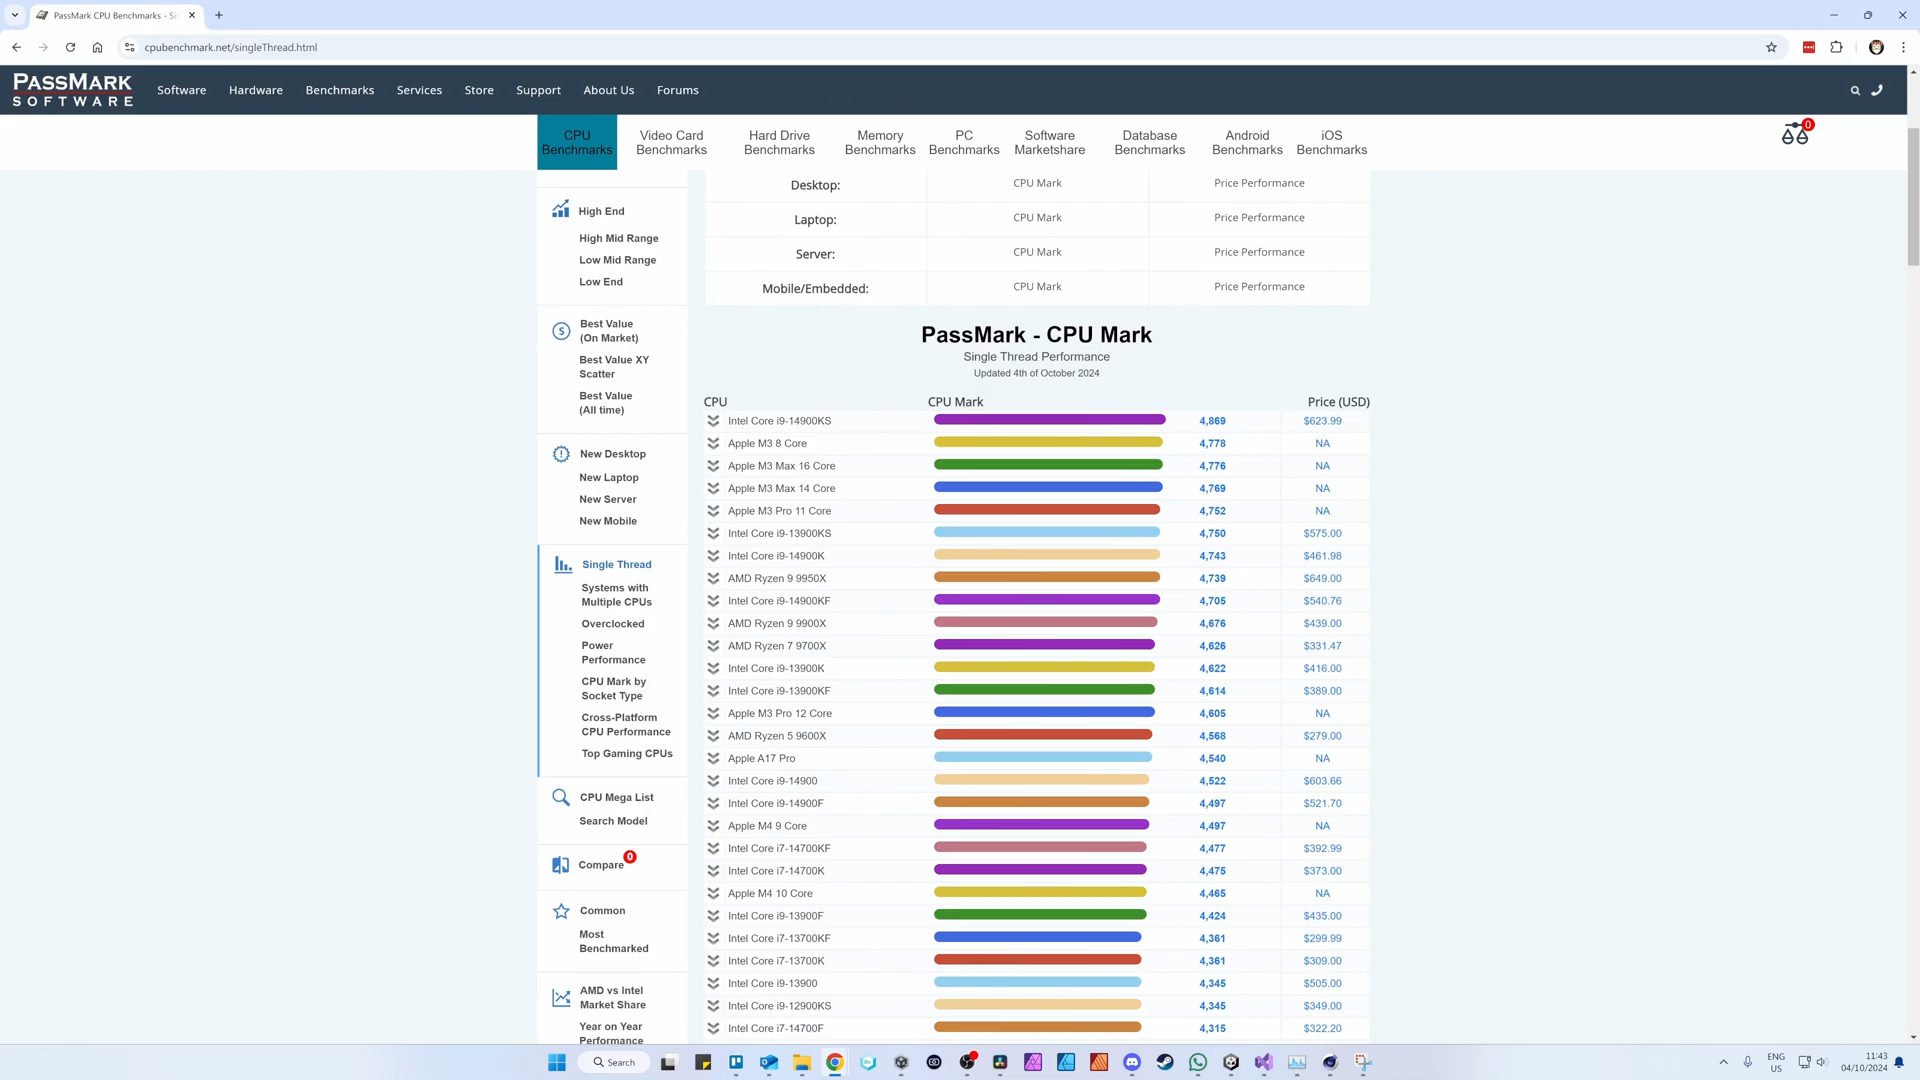 PassMark CPU Benchmarks - Si
cpubenchmark.net/singleThread.html
PASSMARK
SOFTWARE
Software Hardware Benchmarks Services Store Support About Us Forums
CPU Benchmarks
Video Card Benchmarks
Hard Drive Benchmarks
Memory Benchmarks
PC Benchmarks
Software Marketshare
Database Benchmarks
Android Benchmarks
iOS Benchmarks
0
High End
High Mid Range
Low Mid Range
Low End
Best Value
(On Market)
Best Value XY
Scatter
Best Value
(All time)
New Desktop
New Laptop
New Server
New Mobile
Single Thread
Systems with
Multiple CPUs
Overclocked
Power
Performance
CPU Mark by
Socket Type
Cross-Platform
CPU Performance
Top Gaming CPUs
CPU Mega List
Search Model
Compare 0
Common
Most
Benchmarked
AMD vs Intel
Market Share
Year on Year
Performance
Desktop: CPU Mark Price Performance
Laptop: CPU Mark Price Performance
Server: CPU Mark Price Performance
Mobile/Embedded: CPU Mark Price Performance
PassMark - CPU Mark
Single Thread Performance
Updated 4th of October 2024
CPU CPU Mark Price (USD)
Intel Core i9-14900KS 4,869 $623.99
Apple M3 8 Core 4,778 NA
Apple M3 Max 16 Core 4,776 NA
Apple M3 Max 14 Core 4,769 NA
Apple M3 Pro 11 Core 4,752 NA
Intel Core i9-13900KS 4,750 $575.00
Intel Core i9-14900K 4,743 $461.98
AMD Ryzen 9 9950X 4,739 $649.00
Intel Core i9-14900KF 4,705 $540.76
AMD Ryzen 9 9900X 4,676 $439.00
AMD Ryzen 7 9700X 4,626 $331.47
Intel Core i9-13900K 4,622 $416.00
Intel Core i9-13900KF 4,614 $389.00
Apple M3 Pro 12 Core 4,605 NA
AMD Ryzen 5 9600X 4,568 $279.00
Apple A17 Pro 4,540 NA
Intel Core i9-14900 4,522 $603.66
Intel Core i9-14900F 4,497 $521.70
Apple M4 9 Core 4,497 NA
Intel Core i7-14700KF 4,477 $392.99
Intel Core i7-14700K 4,475 $373.00
Apple M4 10 Core 4,465 NA
Intel Core i9-13900F 4,424 $435.00
Intel Core i7-13700KF 4,361 $299.99
Intel Core i7-13700K 4,361 $309.00
Intel Core i9-13900 4,345 $505.00
Intel Core i9-12900KS 4,345 $349.00
Intel Core i7-14700F 4,315 $322.20
Search
ENG
US
11:43
04/10/2024